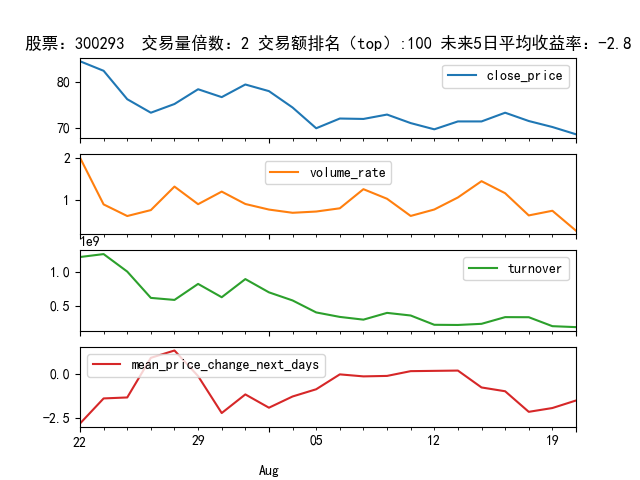 股票：300293 交易量倍数：2 交易额排名（top）:100 未来5日平均收益率：-2.8
80
70
close_price
2
1
volume_rate
1e9
1.0
0.5
turnover
0.0
-2.5
mean_price_change_next_days
22 29 05 12 19
Aug